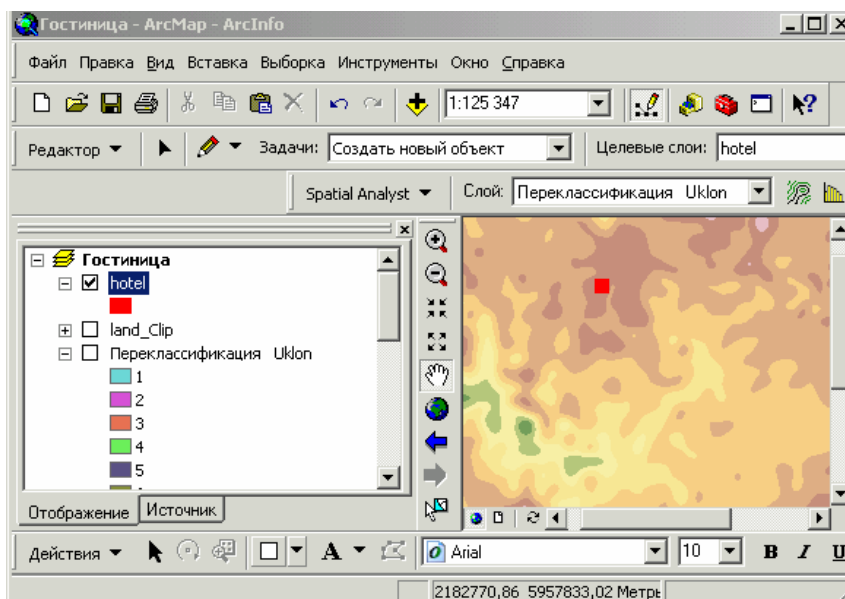 Гостиница - ArcMap - ArcInfo
Файл Правка Вид Вставка Выборка Инструменты Окно Справка
1:125 347
Редактор Задачи: Создать новый объект Целевые слои: hotel
Spatial Analyst Слой: Переклассификация Uklon
Гостиница
hotel
land_Clip
Переклассификация Uklon
1
2
3
4
5
Отображение Источник
Действия A Arial 10 B I U
2182770,86 5957833,02 Метры